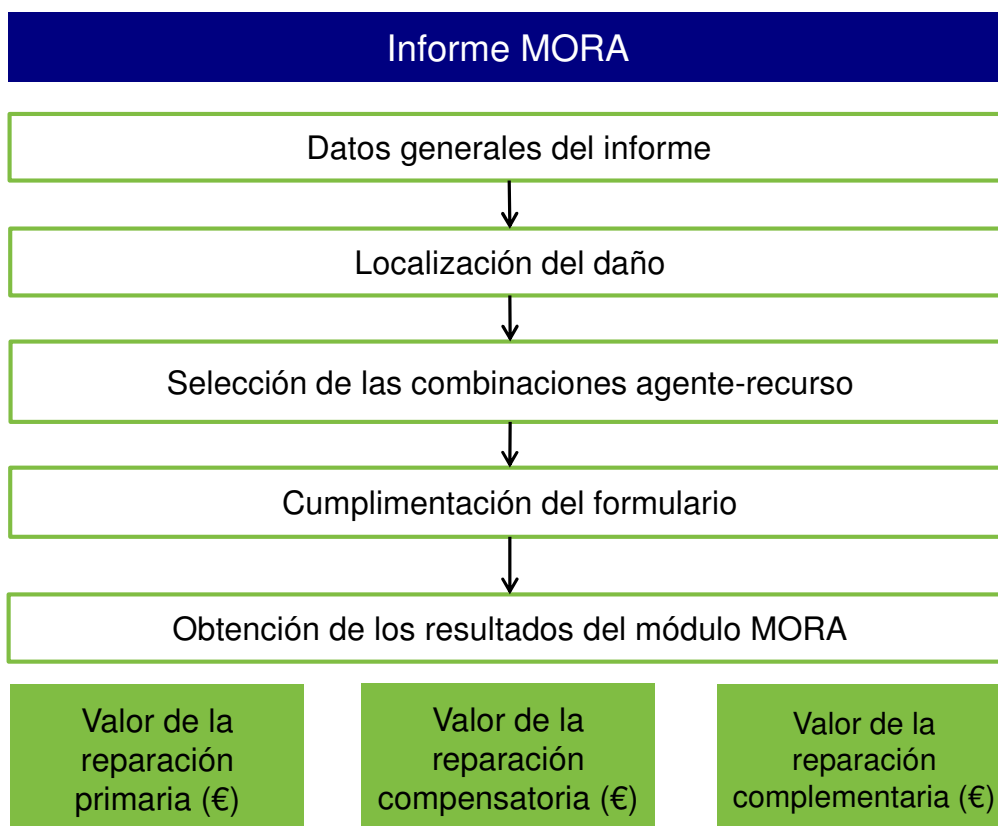 Informe MORA
Datos generales del informe
Localización del daño
Selección de las combinaciones agente-recurso
Cumplimentación del formulario
Obtención de los resultados del módulo MORA
Valor de la
reparación
primaria (€)
Valor de la
reparación
compensatoria (€)
Valor de la
reparación
complementaria (€)